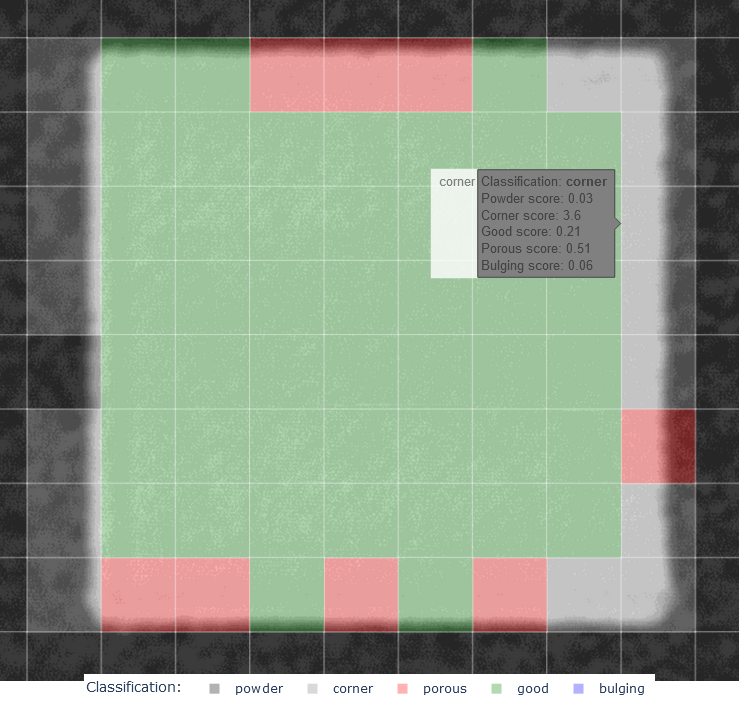 corner
Classification: corner
Powder score: 0.03
Corner score: 3.6
Good score: 0.21
Porous score: 0.51
Bulging score: 0.06
Classification: powder corner porous good bulging